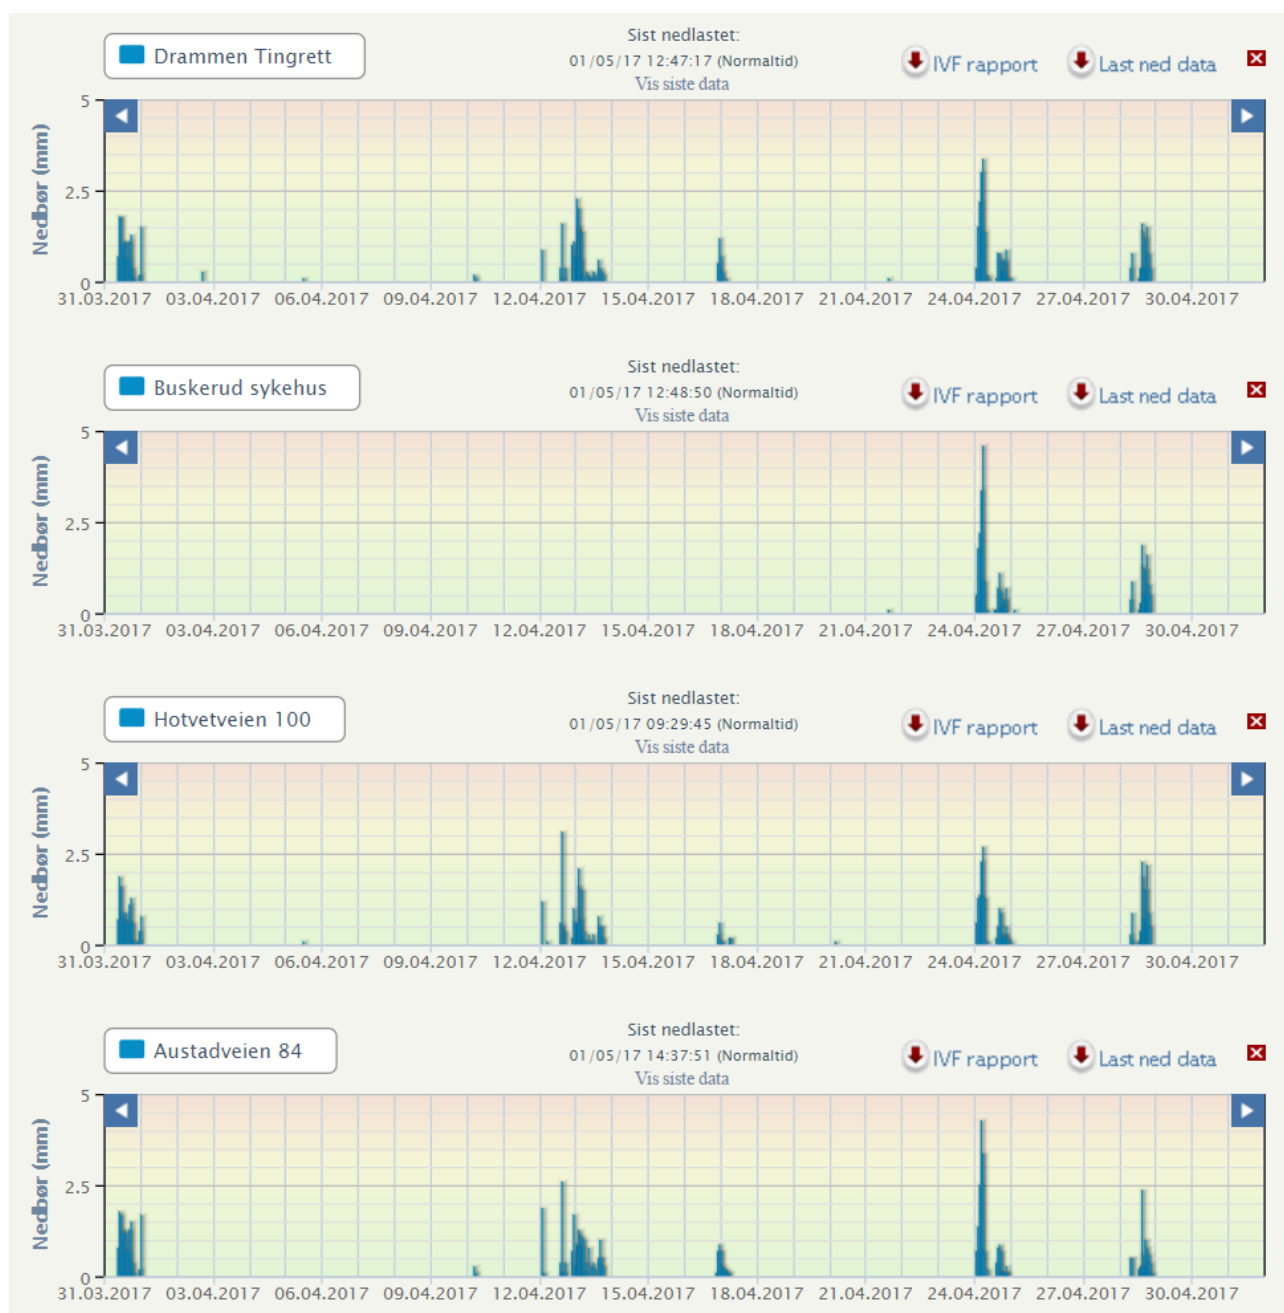 Drammen Tingrett
Sist nedlastet:
01/05/17 12:47:17 (Normaltid)
Vis siste data
IVF rapport
Last ned data
Nedbør (mm)
5
2.5
0
31.03.2017 03.04.2017 06.04.2017 09.04.2017 12.04.2017 15.04.2017 18.04.2017 21.04.2017 24.04.2017 27.04.2017 30.04.2017
Buskerud sykehus
Sist nedlastet:
01/05/17 12:48:50 (Normaltid)
Vis siste data
IVF rapport
Last ned data
Nedbør (mm)
5
2.5
0
31.03.2017 03.04.2017 06.04.2017 09.04.2017 12.04.2017 15.04.2017 18.04.2017 21.04.2017 24.04.2017 27.04.2017 30.04.2017
Hotvetveien 100
Sist nedlastet:
01/05/17 09:29:45 (Normaltid)
Vis siste data
IVF rapport
Last ned data
Nedbør (mm)
5
2.5
0
31.03.2017 03.04.2017 06.04.2017 09.04.2017 12.04.2017 15.04.2017 18.04.2017 21.04.2017 24.04.2017 27.04.2017 30.04.2017
Austadveien 84
Sist nedlastet:
01/05/17 14:37:51 (Normaltid)
Vis siste data
IVF rapport
Last ned data
Nedbør (mm)
5
2.5
0
31.03.2017 03.04.2017 06.04.2017 09.04.2017 12.04.2017 15.04.2017 18.04.2017 21.04.2017 24.04.2017 27.04.2017 30.04.2017